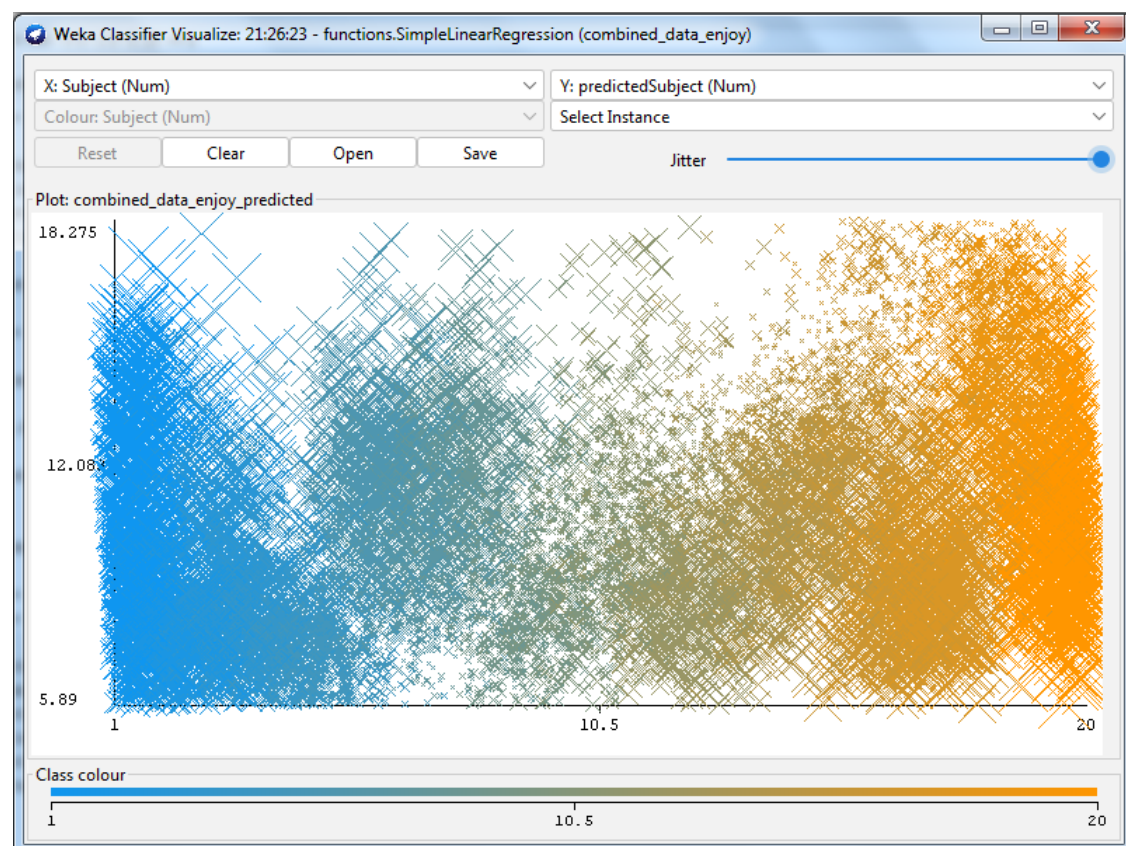 Weka Classifier Visualize: 21:26:23 - functions.SimpleLinearRegression (combined_data_enjoy)
X: Subject (Num)
Y: predictedSubject (Num)
Colour: Subject (Num)
Select Instance
Reset
Clear
Open
Save
Jitter
Plot: combined_data_enjoy_predicted
18.275
5.89
1
10.5
20
Class colour
1
10.5
20